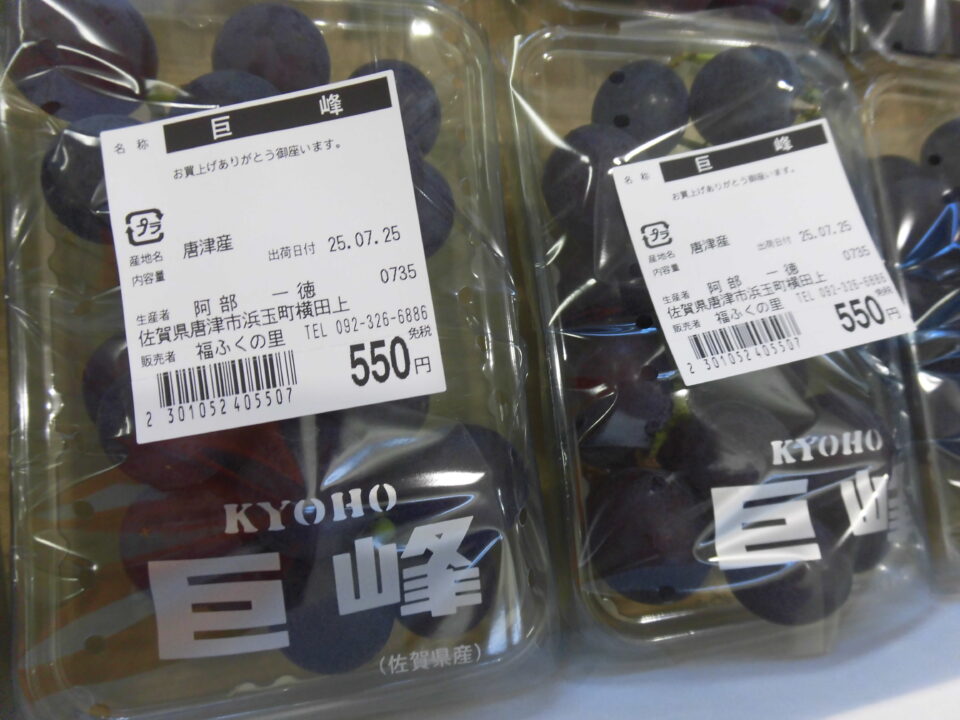 名称 巨峰
お買上げありがとう御座います。
プラ
産地名 唐津産 出荷日付 25.07.25
内容量
0735
生産者 阿部 一徳
佐賀県唐津市浜玉町横田上
TEL 092-326-6886
販売者 福ふくの里
免税
550円
2 301052 405507
KYOHO
巨峰
(佐賀県産)
名称 巨峰
お買上げありがとう御座います。
プラ
産地名 唐津産 出荷日付 25.07.25
内容量
0735
生産者 阿部 一徳
佐賀県唐津市浜玉町横田上
TEL 092-326-6886
販売者 福ふくの里
免税
550円
2 301052 405507
KYOHO
巨峰